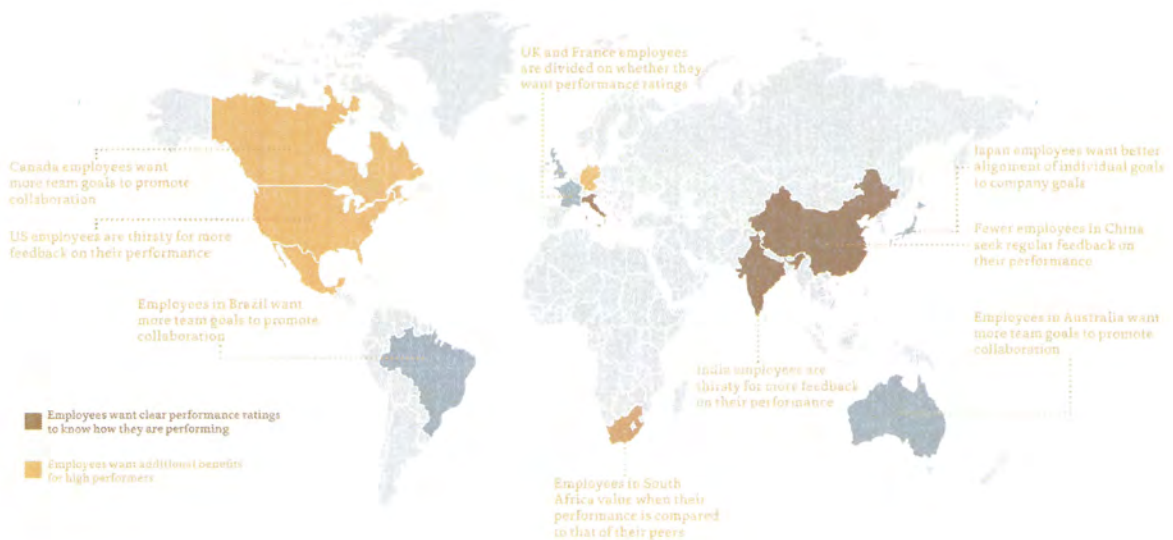 UK and France employees
are divided on whether they
want performance ratings
Canada employees want
more team goals to promote
collaboration
US employees are thirsty for more
feedback on their performance
Japan employees want better
alignment of individual goals
to company goals
Fewer employees in China
seek regular feedback on
their performance
Employees in Brazil want
more team goals to promote
collaboration
Employees in Australia want
more team goals to promote
collaboration
India employees are
thirsty for more feedback
on their performance
Employees want clear performance ratings
to know how they are performing
Employees want additional benefits
for high performers
Employees in South
Africa value when their
performance is compared
to that of their peers